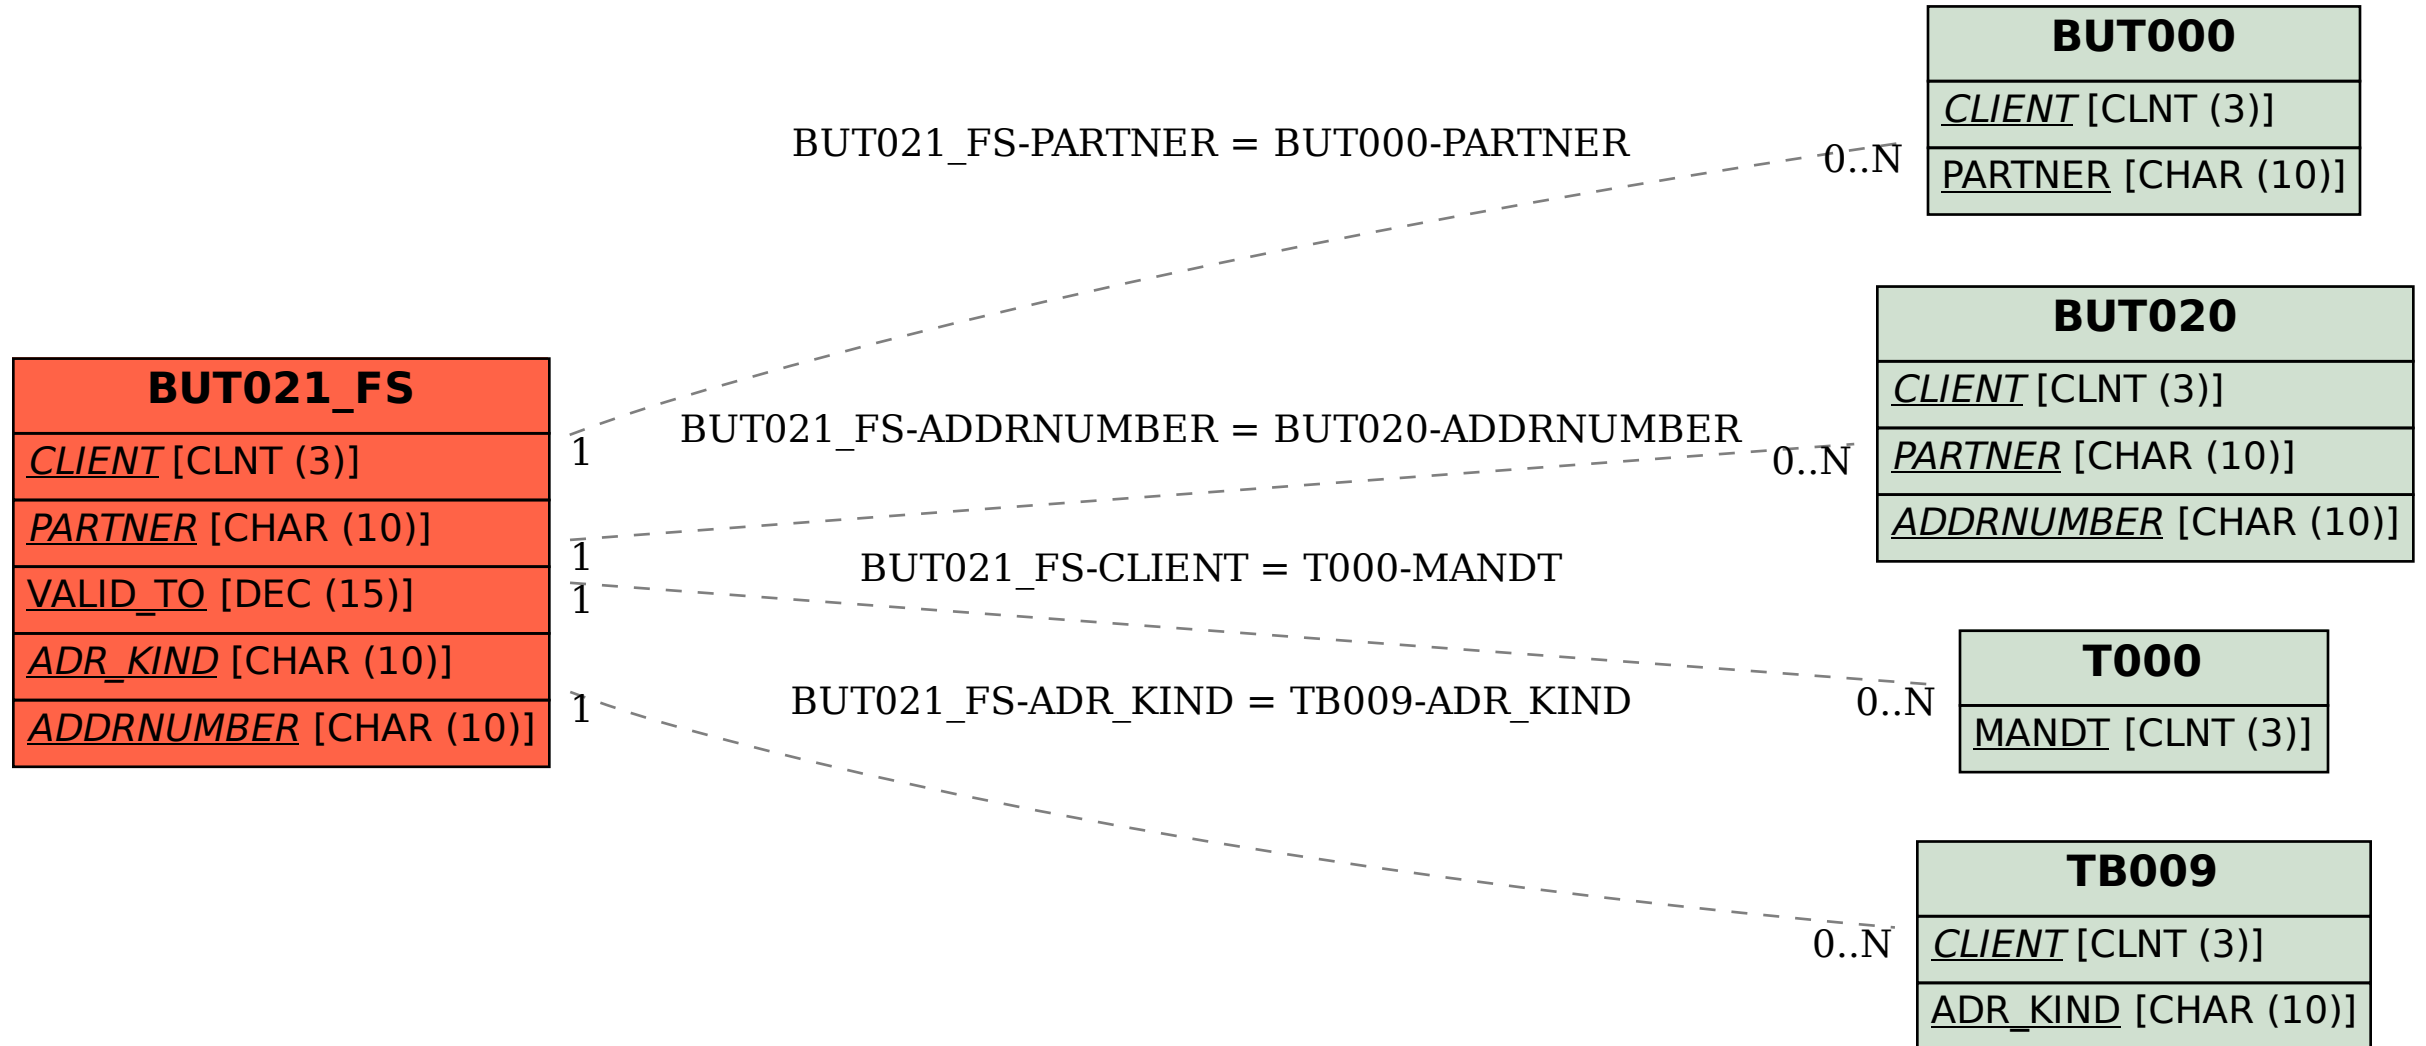 BUT021_FS
CLIENT [CLNT (3)]
PARTNER [CHAR (10)]
VALID_TO [DEC (15)]
ADR_KIND [CHAR (10)]
ADDRNUMBER [CHAR (10)]
BUT021_FS-PARTNER = BUT000-PARTNER
1
0..N
BUT000
CLIENT [CLNT (3)]
PARTNER [CHAR (10)]
BUT021_FS-ADDRNUMBER = BUT020-ADDRNUMBER
1
0..N
BUT020
CLIENT [CLNT (3)]
PARTNER [CHAR (10)]
ADDRNUMBER [CHAR (10)]
BUT021_FS-CLIENT = T000-MANDT
1
0..N
T000
MANDT [CLNT (3)]
BUT021_FS-ADR_KIND = TB009-ADR_KIND
1
0..N
TB009
CLIENT [CLNT (3)]
ADR_KIND [CHAR (10)]